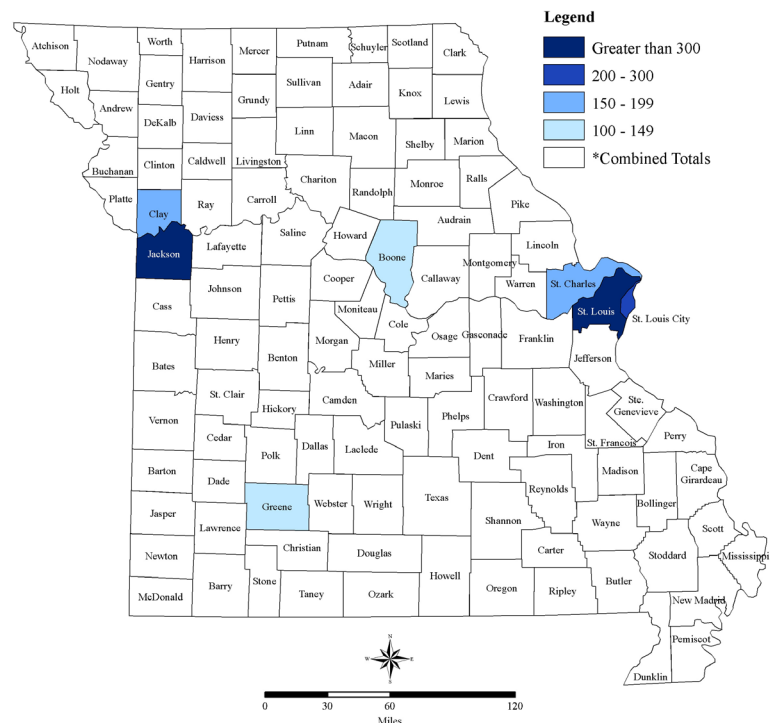 Legend
Greater than 300
200 - 300
150 - 199
100 - 149
*Combined Totals
Atchison
Nodaway
Worth
Harrison
Mercer
Putnam
Schuyler
Scotland
Clark
Holt
Gentry
Sullivan
Adair
Knox
Lewis
Andrew
DeKalb
Daviess
Grundy
Linn
Macon
Shelby
Marion
Buchanan
Clinton
Caldwell
Livingston
Chariton
Randolph
Monroe
Ralls
Pike
Platte
Clay
Ray
Carroll
Saline
Howard
Boone
Audrain
Lincoln
Jackson
Lafayette
Cooper
Callaway
Montgomery
Warren
St. Charles
Cass
Johnson
Pettis
Moniteau
Cole
Osage
Gasconade
Franklin
St. Louis
St. Louis City
Bates
Henry
Benton
Morgan
Miller
Maries
Jefferson
Vernon
St. Clair
Hickory
Camden
Pulaski
Phelps
Crawford
Washington
Ste.
Genevieve
St. Francois
Perry
Barton
Cedar
Polk
Dallas
Laclede
Dent
Iron
Madison
Cape
Girardeau
Jasper
Dade
Greene
Webster
Wright
Texas
Shannon
Reynolds
Wayne
Bollinger
Scott
Newton
Lawrence
Christian
Douglas
Howell
Carter
Butler
Stoddard
Mississippi
McDonald
Barry
Stone
Taney
Ozark
Oregon
Ripley
New Madrid
Pemiscot
Dunklin
N
W
E
S
0
30
60
120
Miles